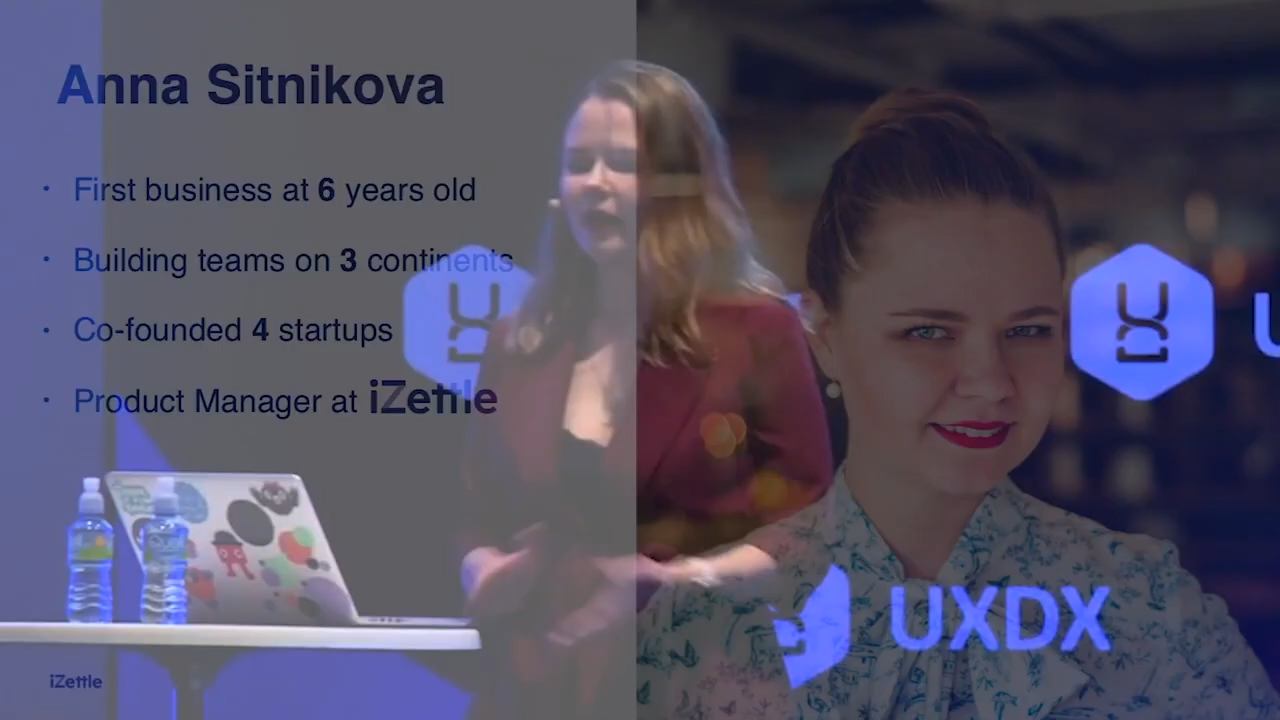 Anna Sitnikova
· First business at 6 years old
· Building teams on 3 continents
· Co-founded 4 startups
· Product Manager at iZettle
UXDX
iZettle